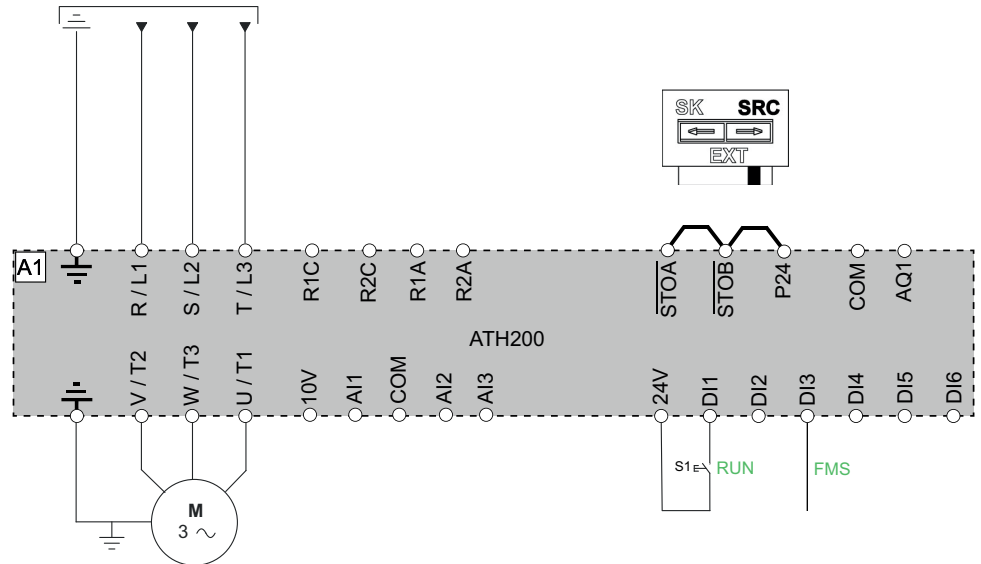 SK SRC
EXT
A1
R / L1
S / L2
T / L3
R1C
R2C
R1A
R2A
STOA
STOB
P24
COM
AQ1
ATH200
V / T2
W / T3
U / T1
10V
AI1
COM
AI2
AI3
24V
DI1
DI2
DI3
DI4
DI5
DI6
S1 RUN
FMS
M
3 ~